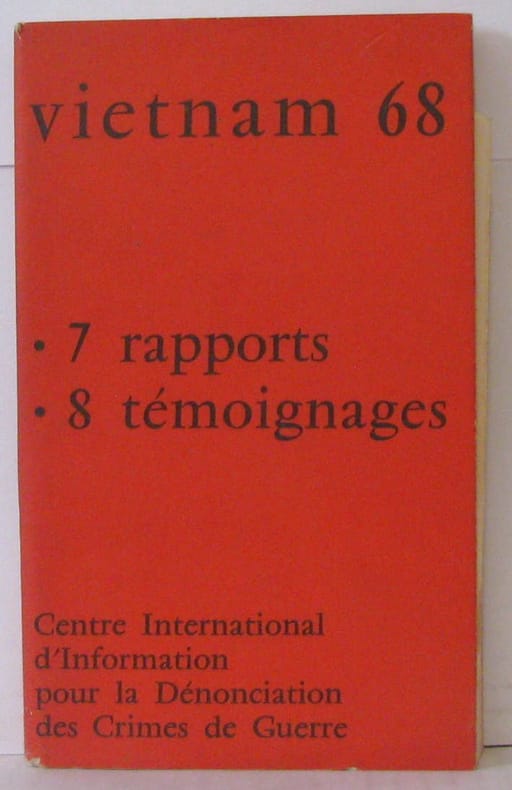 vietnam 68
• 7 rapports
• 8 témoignages
Centre International
d'Information
pour la Dénonciation
des Crimes de Guerre